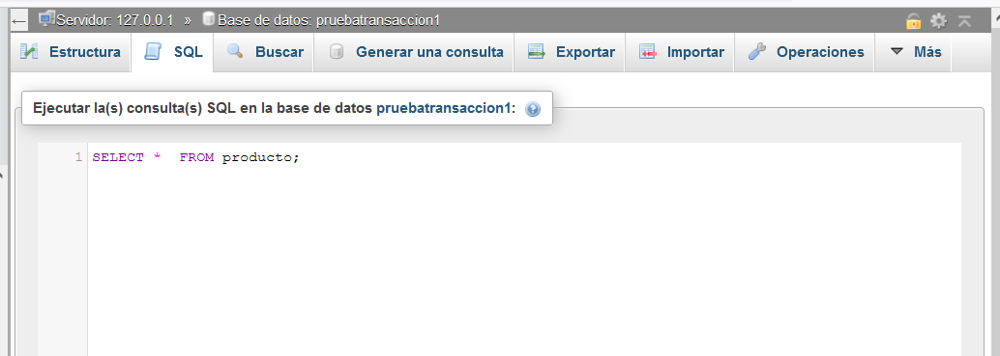 Servidor: 127.0.0.1 » Base de datos: pruebatransaccion1
Estructura SQL Buscar Generar una consulta Exportar Importar Operaciones Más
Ejecutar la(s) consulta(s) SQL en la base de datos pruebatransaccion1:
1 SELECT *  FROM producto;